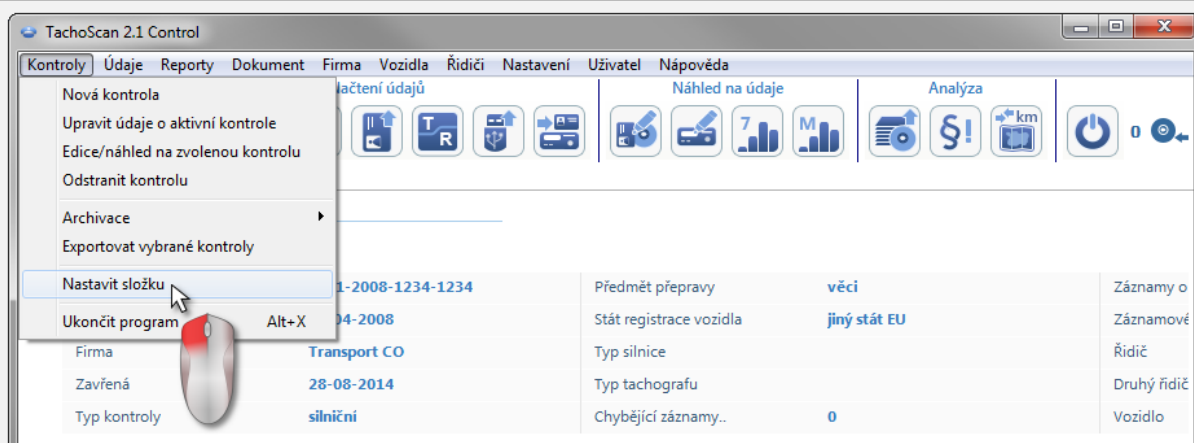 TachoScan 2.1 Control
Kontroly Údaje Reporty Dokument Firma Vozidla Řidiči Nastavení Uživatel Nápověda
Nová kontrola
Upravit údaje o aktivní kontrole
Edice/náhled na zvolenou kontrolu
Odstranit kontrolu
Archivace
Exportovat vybrané kontroly
Nastavit složku
Ukončit program Alt+X
Načtení údajů Náhled na údaje Analýza
T R 7 M § ! km 0
1-2008-1234-1234 Předmět přepravy věci Záznamy o
04-2008 Stát registrace vozidla jiný stát EU Záznamové
Firma Transport CO Typ silnice Řidič
Zavřená 28-08-2014 Typ tachografu Druhý řidič
Typ kontroly silniční Chybějící záznamy.. 0 Vozidlo